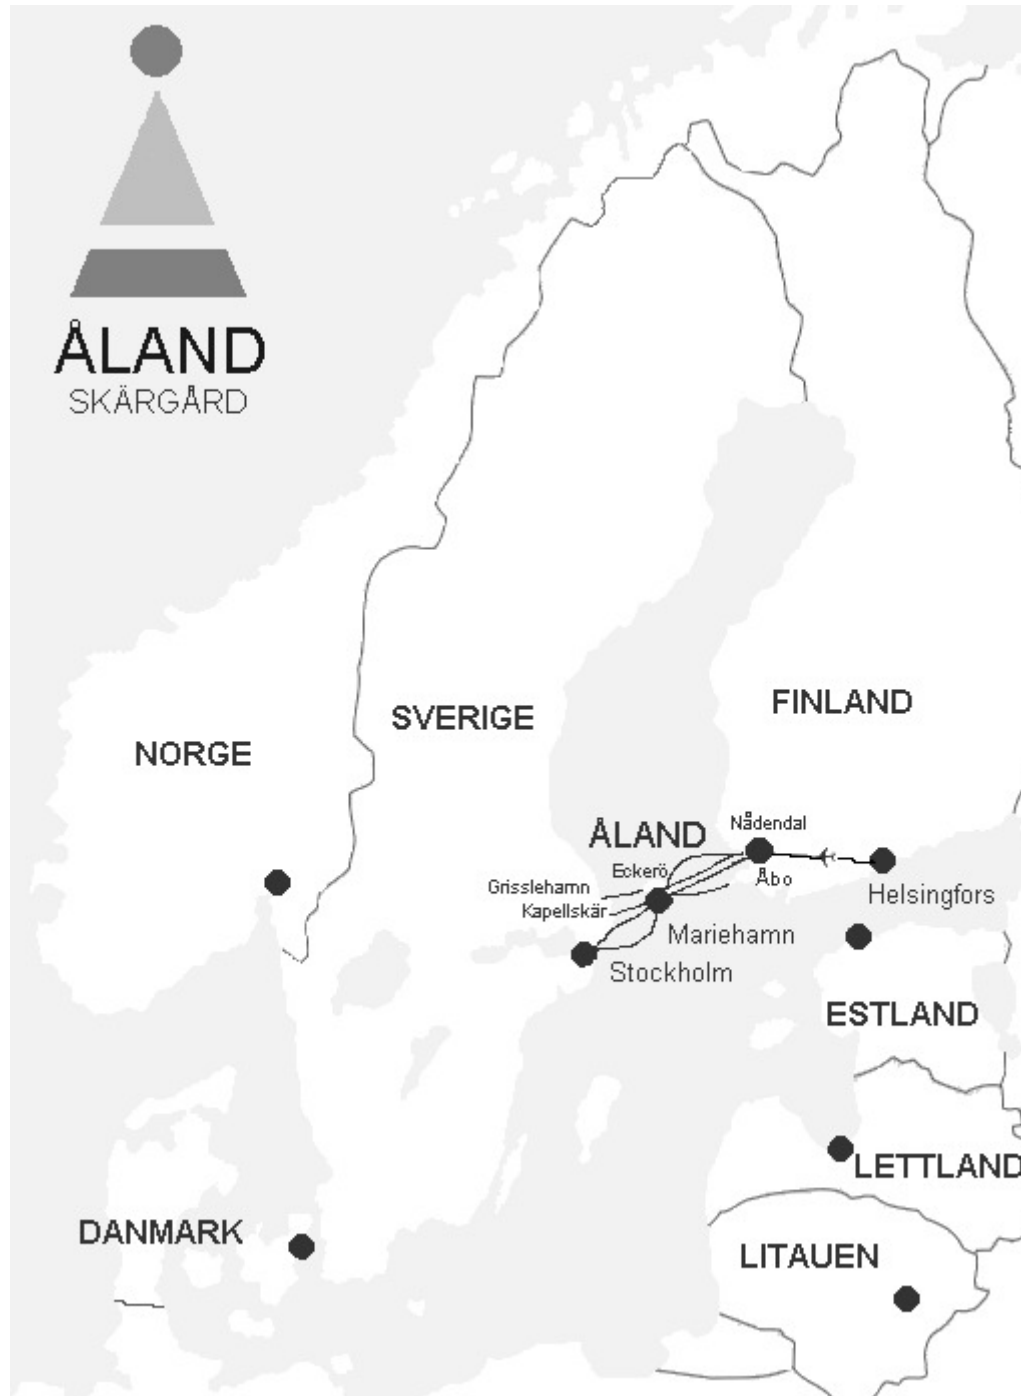 ÅLAND
SKÄRGÅRD
FINLAND
SVERIGE
NORGE
Nådendal
ÅLAND
Eckerö
Åbo
Grisslehamn
Helsingfors
Kapellskär
Mariehamn
Stockholm
ESTLAND
LETTLAND
DANMARK
LITAUEN